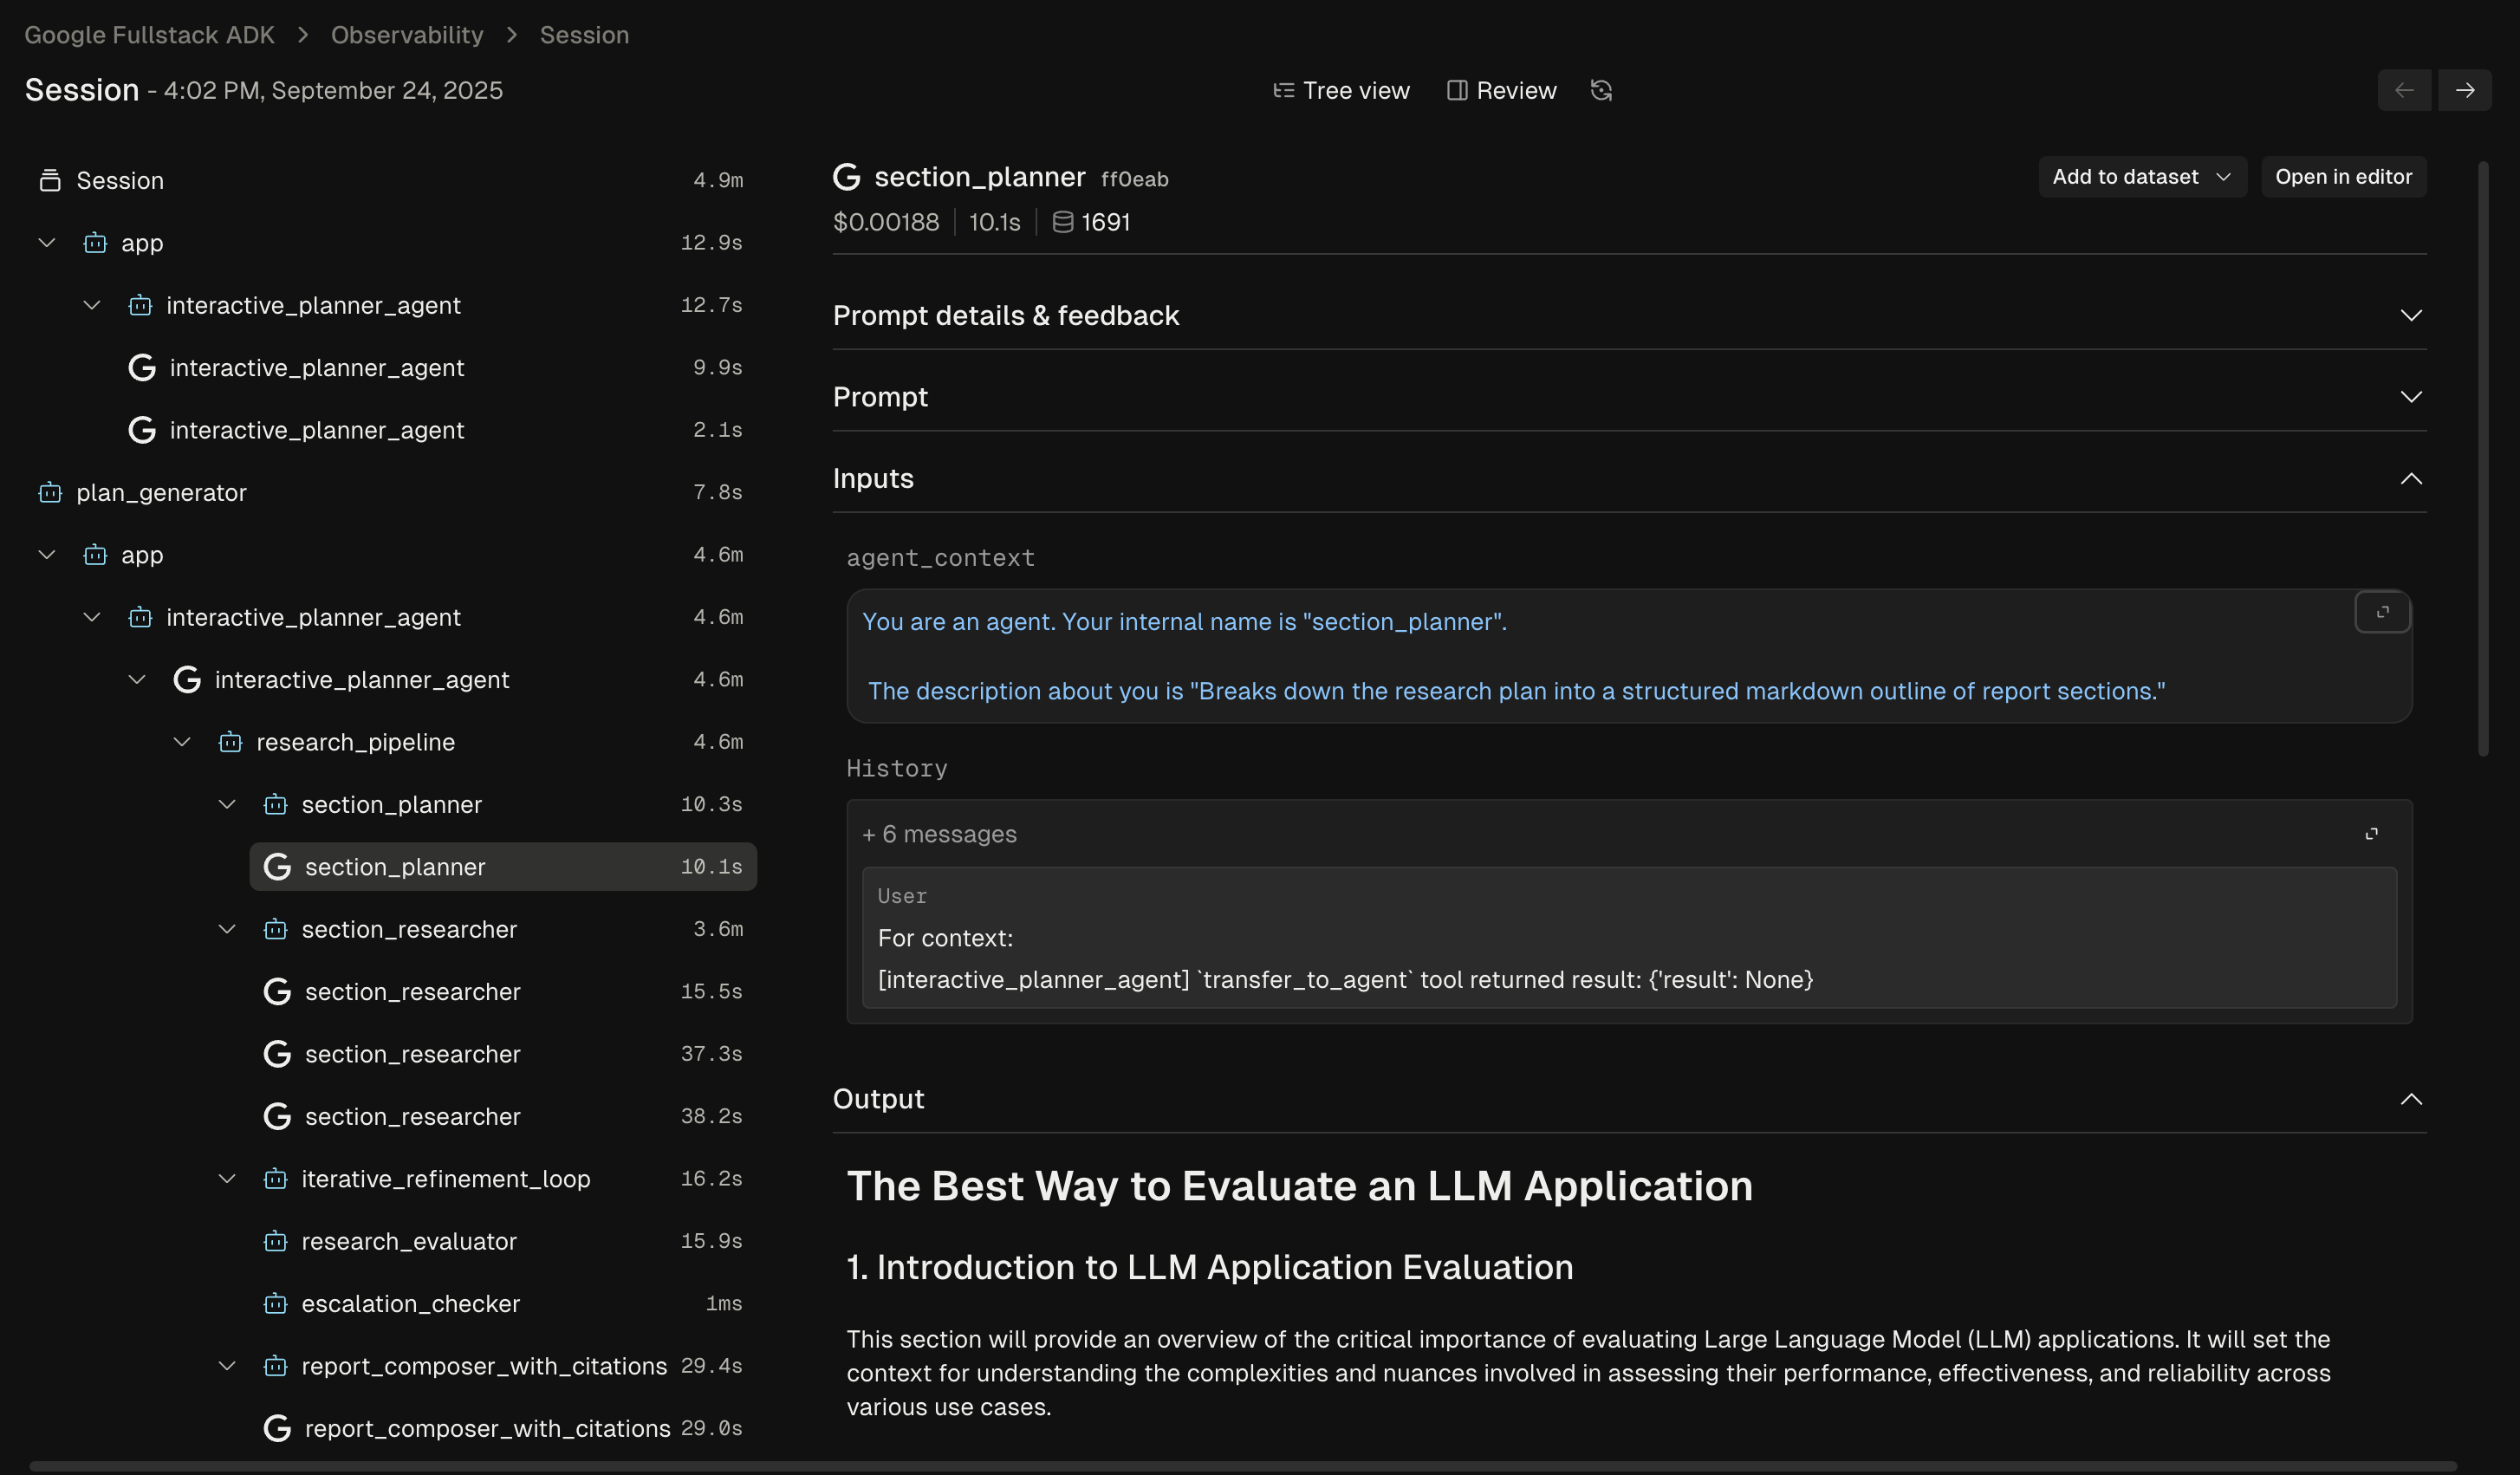 Google Fullstack ADK > Observability > Session
Session - 4:02 PM, September 24, 2025
Tree view
Review
Session 4.9m
app 12.9s
interactive_planner_agent 12.7s
interactive_planner_agent 9.9s
interactive_planner_agent 2.1s
plan_generator 7.8s
app 4.6m
interactive_planner_agent 4.6m
interactive_planner_agent 4.6m
research_pipeline 4.6m
section_planner 10.3s
section_planner 10.1s
section_researcher 3.6m
section_researcher 15.5s
section_researcher 37.3s
section_researcher 38.2s
iterative_refinement_loop 16.2s
research_evaluator 15.9s
escalation_checker 1ms
report_composer_with_citations 29.4s
report_composer_with_citations 29.0s
section_planner ff0eab
Add to dataset
Open in editor
$0.00188 | 10.1s | 1691
Prompt details & feedback
Prompt
Inputs
agent_context
You are an agent. Your internal name is "section_planner".
The description about you is "Breaks down the research plan into a structured markdown outline of report sections."
History
+ 6 messages
User
For context:
[interactive_planner_agent] `transfer_to_agent` tool returned result: {'result': None}
Output
The Best Way to Evaluate an LLM Application
1. Introduction to LLM Application Evaluation
This section will provide an overview of the critical importance of evaluating Large Language Model (LLM) applications. It will set the
context for understanding the complexities and nuances involved in assessing their performance, effectiveness, and reliability across
various use cases.